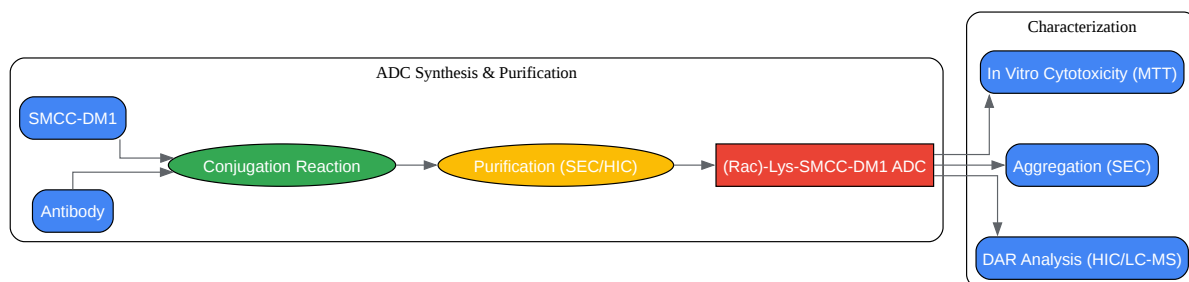 Characterization
ADC Synthesis & Purification
In Vitro Cytotoxicity (MTT)
SMCC-DM1
Conjugation Reaction
Purification (SEC/HIC)
(Rac)-Lys-SMCC-DM1 ADC
Aggregation (SEC)
Antibody
DAR Analysis (HIC/LC-MS)